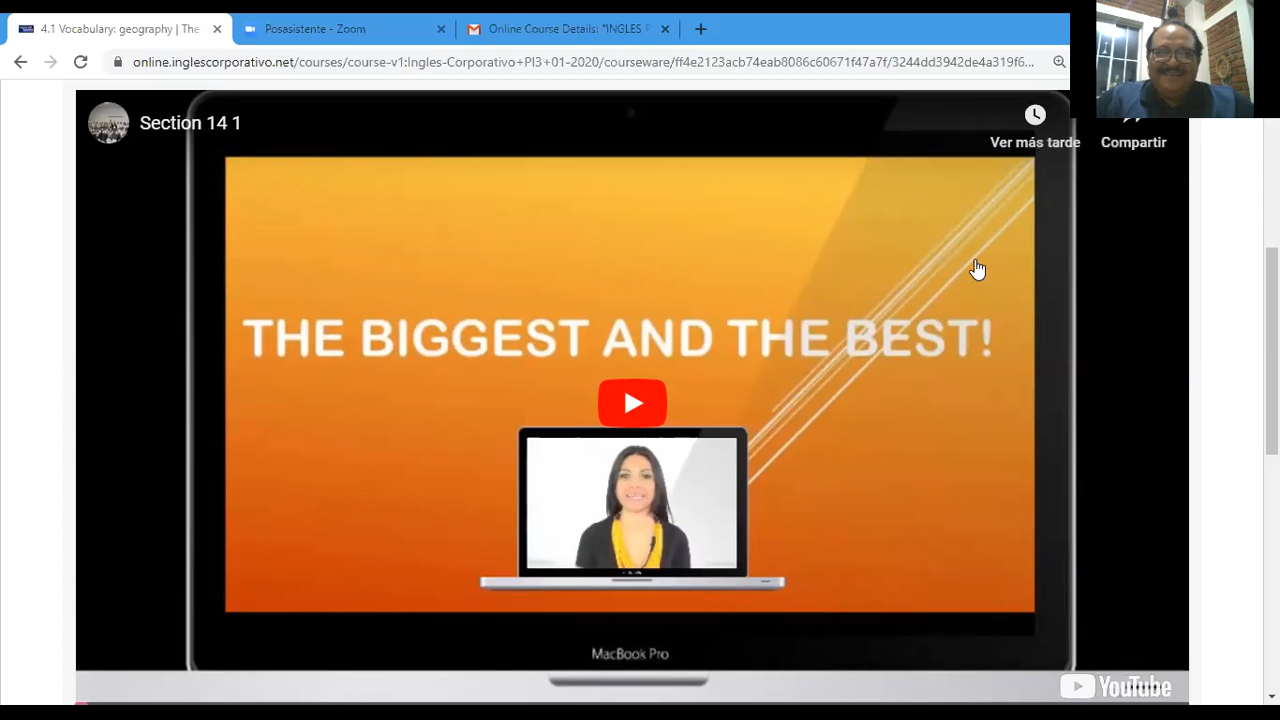 4.1 Vocabulary: geography | The
Posasistente - Zoom
Online Course Details: "INGLES P
online.inglescorporativo.net/courses/course-v1:Ingles-Corporativo+PI3+01-2020/courseware/ff4e2123acb74eab8086c60671f47a7f/3244dd3942de4a319f6...
Section 14 1
Ver más tarde
Compartir
THE BIGGEST AND THE BEST!
MacBook Pro
YouTube